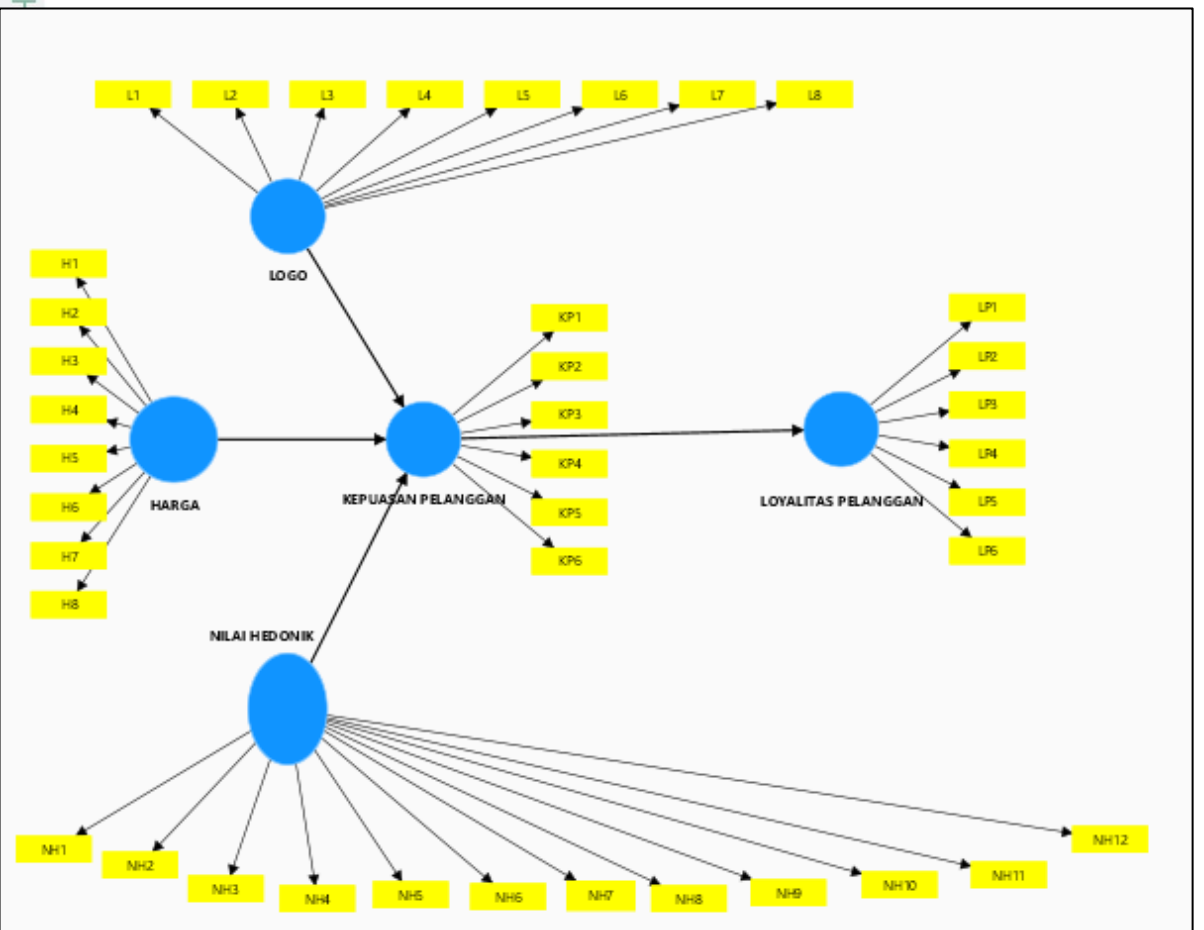 L1 L2 L3 L4 L5 L6 L7 L8
LOGO
H1
H2
H3
H4
H5
H6
H7
H8
HARGA
KP1
KP2
KP3
KP4
KP5
KP6
KEPUASAN PELANGGAN
LP1
LP2
LP3
LP4
LP5
LP6
LOYALITAS PELANGGAN
NILAI HEDONIK
NH1 NH2 NH3 NH4 NH5 NH6 NH7 NH8 NH9 NH10 NH11 NH12